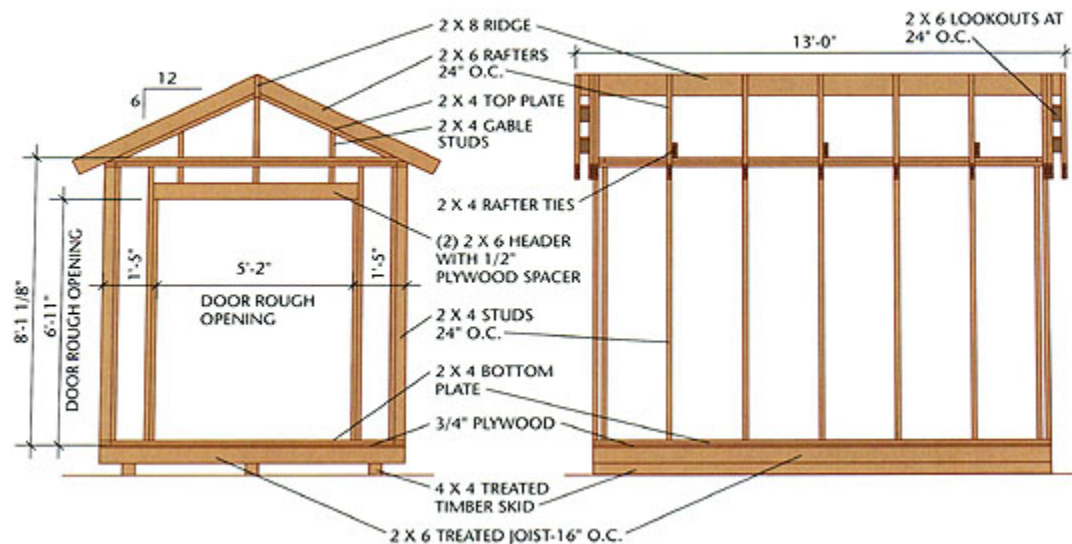 12
6
2 X 8 RIDGE
2 X 6 RAFTERS
24" O.C.
2 X 4 TOP PLATE
2 X 4 GABLE
STUDS
13'-0"
2 X 6 LOOKOUTS AT
24" O.C.
2 X 4 RAFTER TIES
(2) 2 X 6 HEADER
WITH 1/2"
PLYWOOD SPACER
8'-1 1/8"
6'-11"
DOOR ROUGH OPENING
1'-5"
5'-2"
1'-5"
DOOR ROUGH
OPENING
2 X 4 STUDS
24" O.C.
2 X 4 BOTTOM
PLATE
3/4" PLYWOOD
4 X 4 TREATED
TIMBER SKID
2 X 6 TREATED JOIST-16" O.C.